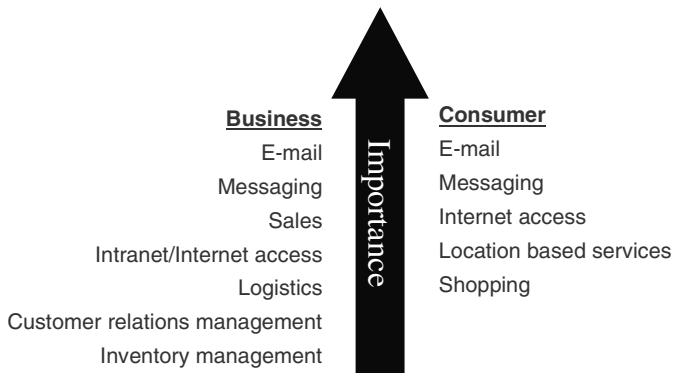 Business
E-mail
Messaging
Sales
Intranet/Internet access
Logistics
Customer relations management
Inventory management
Importance
Consumer
E-mail
Messaging
Internet access
Location based services
Shopping